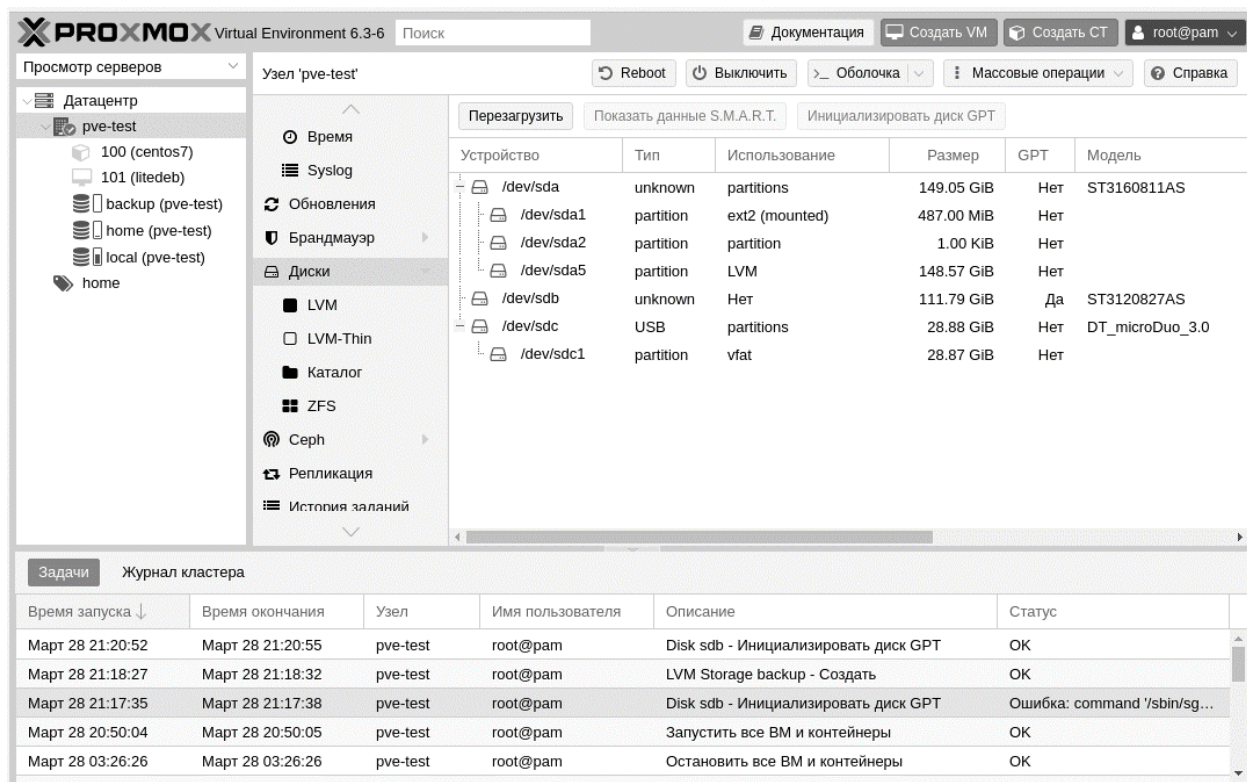 PROXMOX Virtual Environment 6.3-6 Поиск Документация Создать VM Создать CT root@pam
Просмотр серверов
Узел 'pve-test' Reboot Выключить >_ Оболочка Массовые операции Справка
Датацентр
pve-test
100 (centos7)
101 (litedeb)
backup (pve-test)
home (pve-test)
local (pve-test)
home
Время
Syslog
Обновления
Брандмауэр
Диски
LVM
LVM-Thin
Каталог
ZFS
Ceph
Репликация
История заданий
Перезагрузить Показать данные S.M.A.R.T. Инициализировать диск GPT
Устройство Тип Использование Размер GPT Модель
/dev/sda unknown partitions 149.05 GiB Нет ST3160811AS
/dev/sda1 partition ext2 (mounted) 487.00 MiB Нет
/dev/sda2 partition partition 1.00 KiB Нет
/dev/sda5 partition LVM 148.57 GiB Нет
/dev/sdb unknown Нет 111.79 GiB Да ST3120827AS
/dev/sdc USB partitions 28.88 GiB Нет DT_microDuo_3.0
/dev/sdc1 partition vfat 28.87 GiB Нет
Задачи Журнал кластера
Время запуска ↓ Время окончания Узел Имя пользователя Описание Статус
Март 28 21:20:52 Март 28 21:20:55 pve-test root@pam Disk sdb - Инициализировать диск GPT OK
Март 28 21:18:27 Март 28 21:18:32 pve-test root@pam LVM Storage backup - Создать OK
Март 28 21:17:35 Март 28 21:17:38 pve-test root@pam Disk sdb - Инициализировать диск GPT Ошибка: command '/sbin/sg...
Март 28 20:50:04 Март 28 20:50:05 pve-test root@pam Запустить все ВМ и контейнеры OK
Март 28 03:26:26 Март 28 03:26:26 pve-test root@pam Остановить все ВМ и контейнеры OK